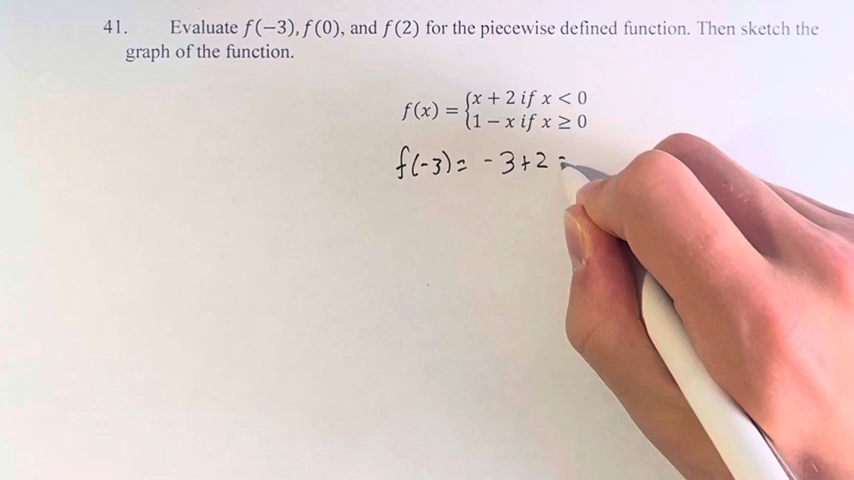 41. Evaluate f(−3), f(0), and f(2) for the piecewise defined function. Then sketch the
graph of the function.
f(x) = {x + 2 if x < 0
{1 − x if x ≥ 0
f(-3) = -3+2 =